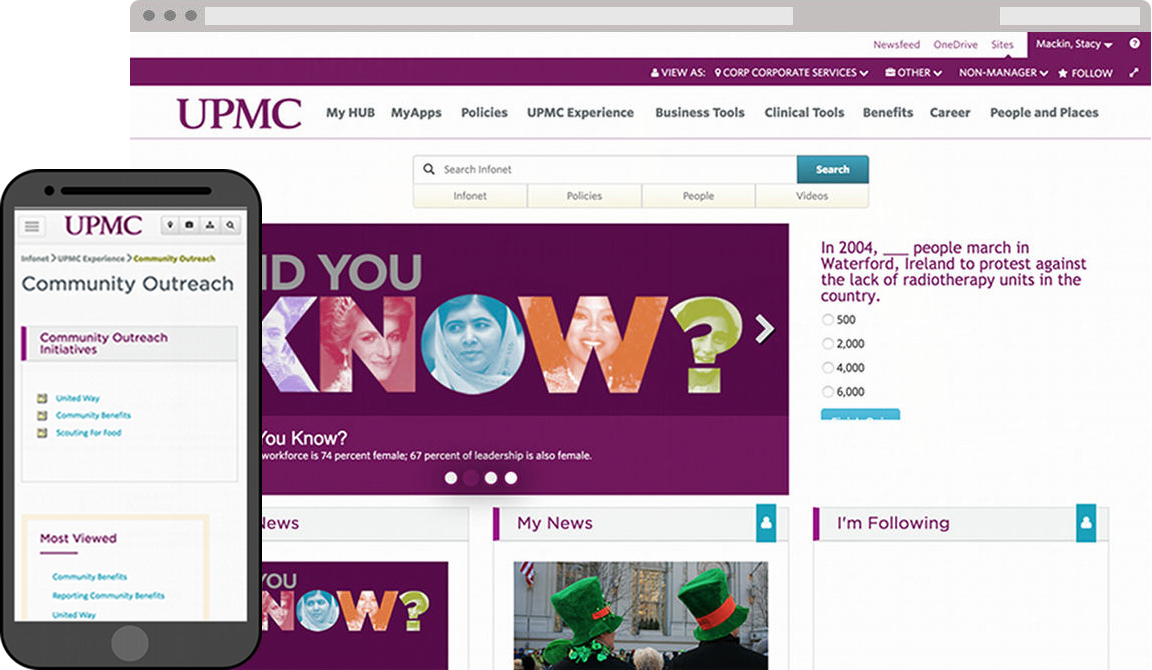 Newsfeed OneDrive Sites Mackin, Stacy
VIEW AS: CORP CORPORATE SERVICES OTHER NON-MANAGER FOLLOW
UPMC My HUB MyApps Policies UPMC Experience Business Tools Clinical Tools Benefits Career People and Places
Search Infonet Search
Infonet Policies People Videos
ID YOU
KNOW?
You Know?
workforce is 74 percent female; 67 percent of leadership is also female.
In 2004, ___ people march in
Waterford, Ireland to protest against
the lack of radiotherapy units in the
country.
500
2,000
4,000
6,000
News
My News
I'm Following
YOU
NOW?
UPMC
Infonet > UPMC Experience > Community Outreach
Community Outreach
Community Outreach
Initiatives
United Way
Community Benefits
Scouting For Food
Most Viewed
Community Benefits
Reporting Community Benefits
United Way